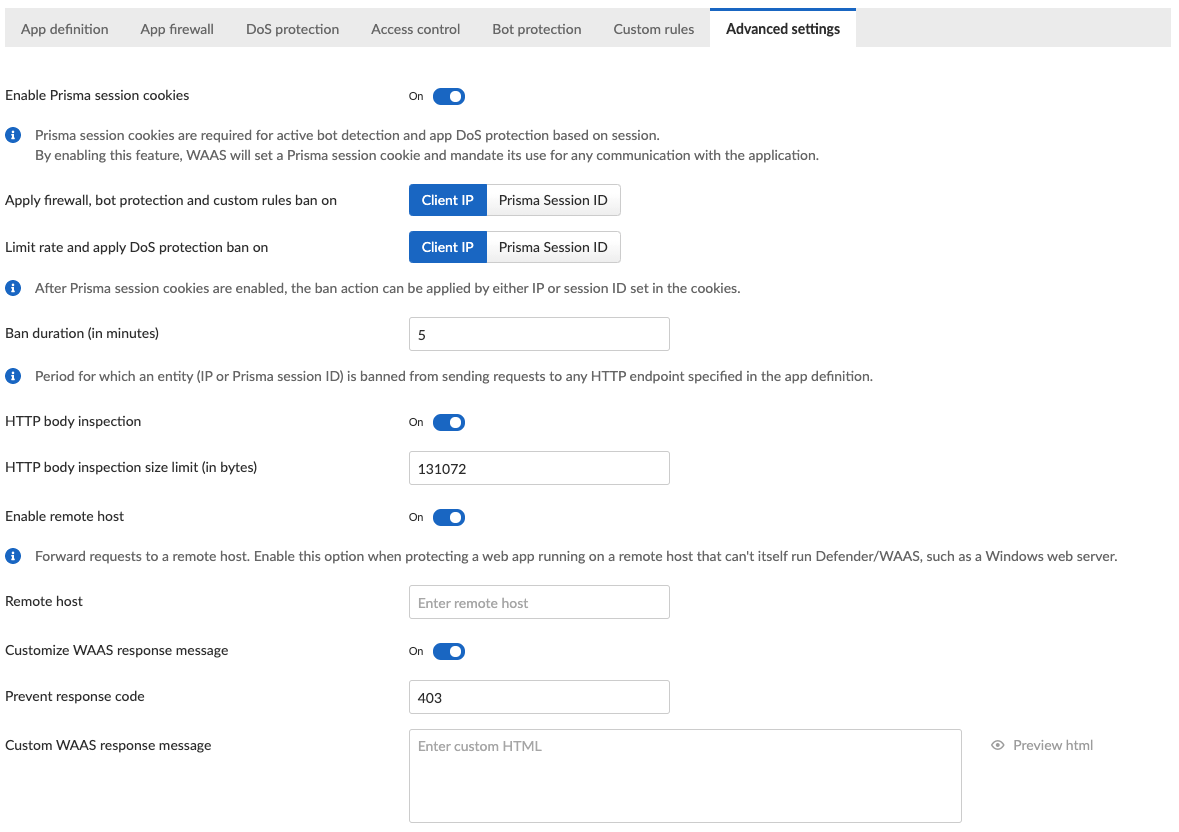 App definition App firewall DoS protection Access control Bot protection Custom rules Advanced settings
Enable Prisma session cookies On
Prisma session cookies are required for active bot detection and app DoS protection based on session.
By enabling this feature, WAAS will set a Prisma session cookie and mandate its use for any communication with the application.
Apply firewall, bot protection and custom rules ban on Client IP Prisma Session ID
Limit rate and apply DoS protection ban on Client IP Prisma Session ID
After Prisma session cookies are enabled, the ban action can be applied by either IP or session ID set in the cookies.
Ban duration (in minutes) 5
Period for which an entity (IP or Prisma session ID) is banned from sending requests to any HTTP endpoint specified in the app definition.
HTTP body inspection On
HTTP body inspection size limit (in bytes) 131072
Enable remote host On
Forward requests to a remote host. Enable this option when protecting a web app running on a remote host that can't itself run Defender/WAAS, such as a Windows web server.
Remote host Enter remote host
Customize WAAS response message On
Prevent response code 403
Custom WAAS response message Enter custom HTML Preview html